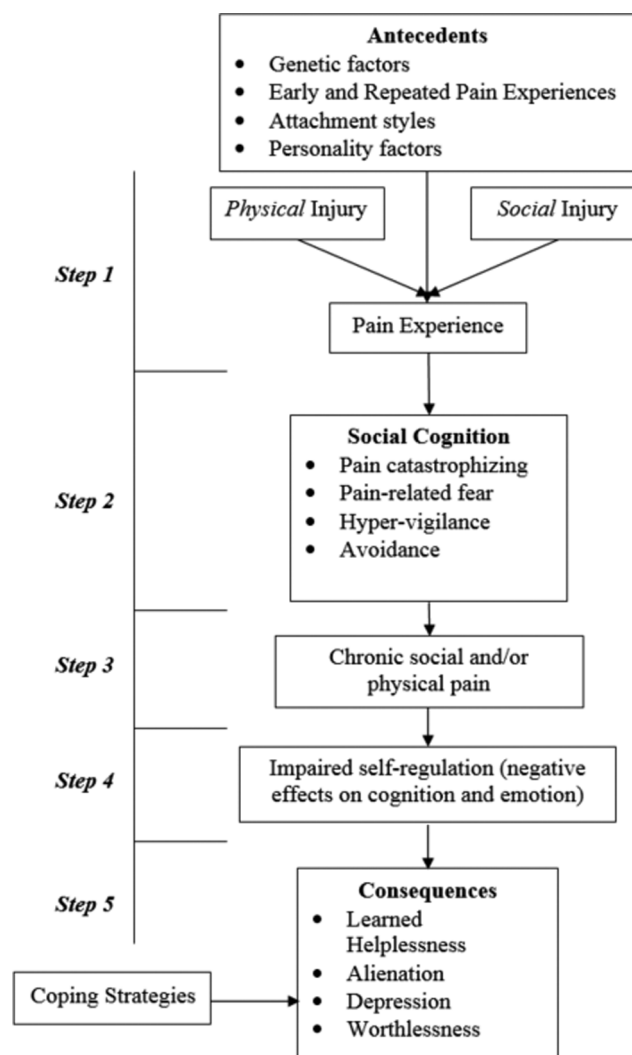 Antecedents
• Genetic factors
• Early and Repeated Pain Experiences
• Attachment styles
• Personality factors
Physical Injury
Social Injury
Step 1
Pain Experience
Social Cognition
• Pain catastrophizing
• Pain-related fear
• Hyper-vigilance
• Avoidance
Step 2
Step 3
Chronic social and/or
physical pain
Step 4
Impaired self-regulation (negative
effects on cognition and emotion)
Step 5
Consequences
• Learned
Helplessness
• Alienation
• Depression
• Worthlessness
Coping Strategies